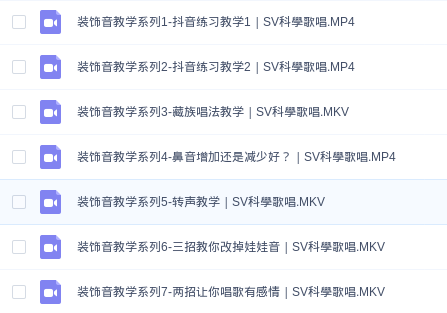 装饰音教学系列1-抖音练习教学1｜SV科學歌唱.MP4
装饰音教学系列2-抖音练习教学2｜SV科學歌唱.MP4
装饰音教学系列3-藏族唱法教学｜SV科學歌唱.MKV
装饰音教学系列4-鼻音增加还是减少好？｜SV科學歌唱.MP4
装饰音教学系列5-转声教学｜SV科學歌唱.MKV
装饰音教学系列6-三招教你改掉娃娃音｜SV科學歌唱.MKV
装饰音教学系列7-两招让你唱歌有感情｜SV科學歌唱.MKV